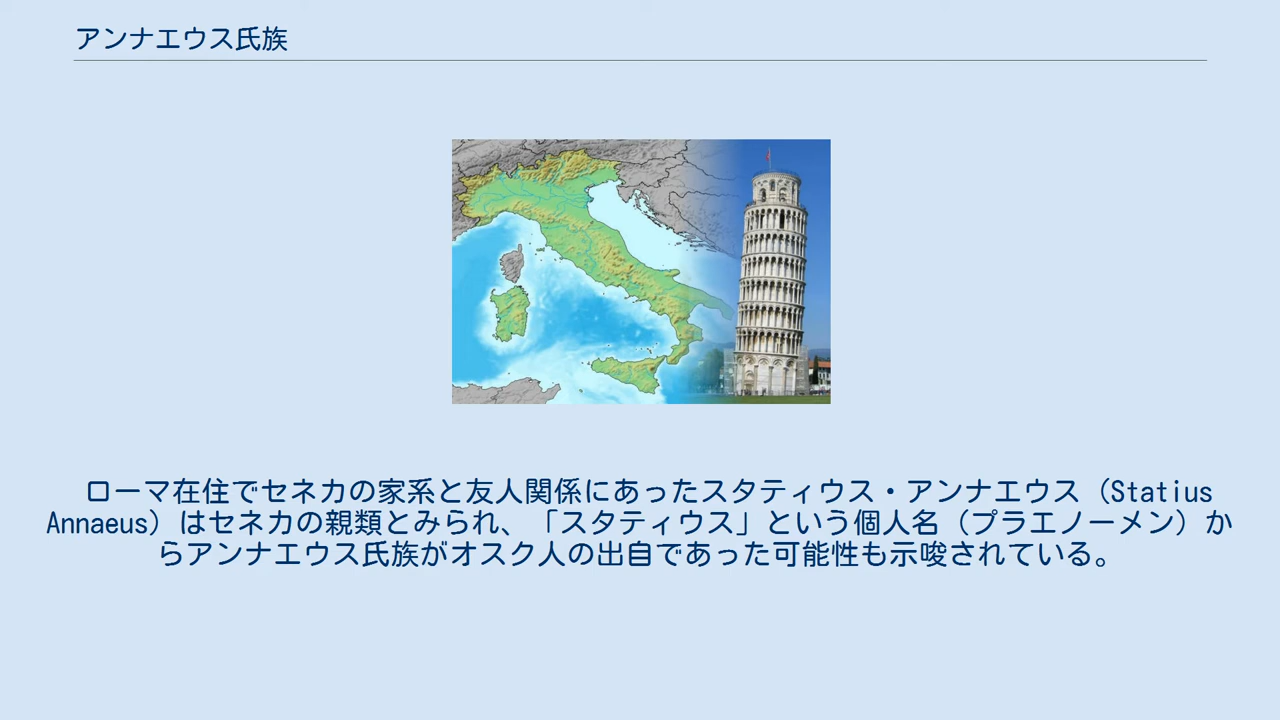 アンナエウス氏族
ローマ在住でセネカの家系と友人関係にあったスタティウス・アンナエウス（Statius
Annaeus）はセネカの親類とみられ、「スタティウス」という個人名（プラエノーメン）か
らアンナエウス氏族がオスク人の出自であった可能性も示唆されている。